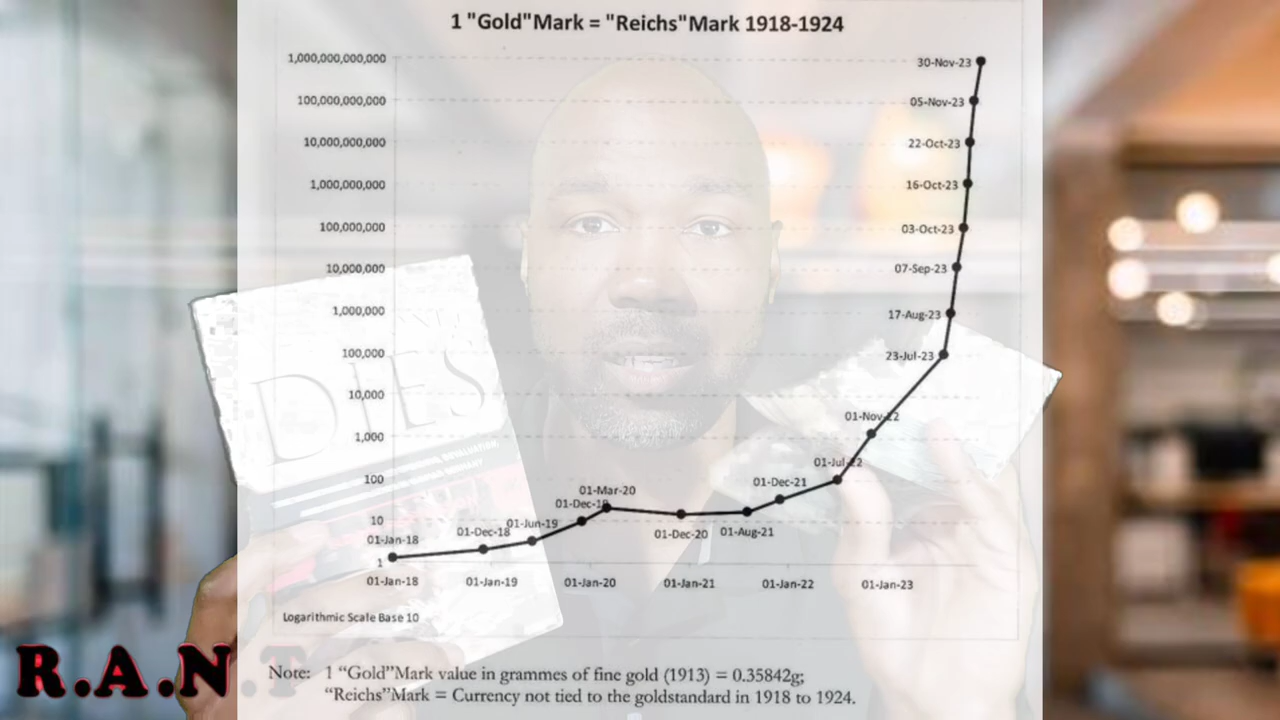 1 "Gold"Mark = "Reichs"Mark 1918-1924
1,000,000,000,000
30-Nov-23
100,000,000,000
05-Nov-23
10,000,000,000
22-Oct-23
1,000,000,000
16-Oct-23
100,000,000
03-Oct-23
10,000,000
07-Sep-23
1,000,000
17-Aug-23
100,000
23-Jul-23
DIES
10,000
01-Nov-22
1,000
01-Jul-22
100
01-Dec-21
01-Mar-20
01-Dec-19
10
01-Jun-19
01-Dec-18
01-Dec-20
01-Aug-21
01-Jan-18
1
01-Jan-18
01-Jan-19
01-Jan-20
01-Jan-21
01-Jan-22
01-Jan-23
Logarithmic Scale Base 10
Note: 1 “Gold”Mark value in grammes of fine gold (1913) = 0.35842g;
“Reichs”Mark = Currency not tied to the goldstandard in 1918 to 1924.
R.A.N.T